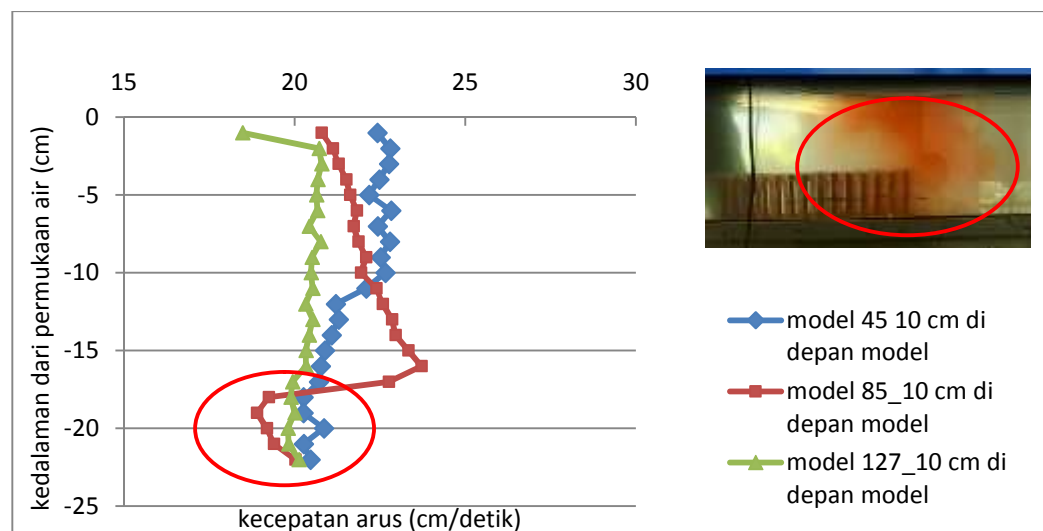 15 20 25 30
0
-5
-10
-15
-20
-25
kedalaman dari permukaan air (cm)
kecepatan arus (cm/detik)
model 45 10 cm di
depan model
model 85_10 cm di
depan model
model 127_10 cm di
depan model